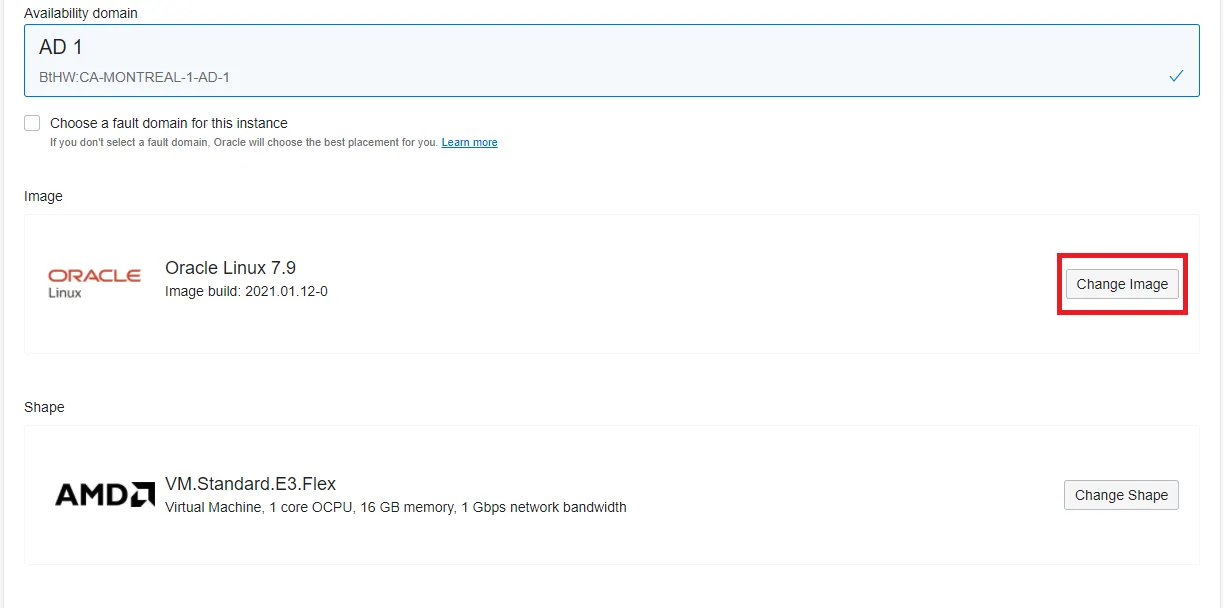 Availability domain
AD 1
BtHW:CA-MONTREAL-1-AD-1
Choose a fault domain for this instance
If you don't select a fault domain, Oracle will choose the best placement for you. Learn more
Image
ORACLE
Linux
Oracle Linux 7.9
Image build: 2021.01.12-0
Change Image
Shape
AMD
VM.Standard.E3.Flex
Virtual Machine, 1 core OCPU, 16 GB memory, 1 Gbps network bandwidth
Change Shape